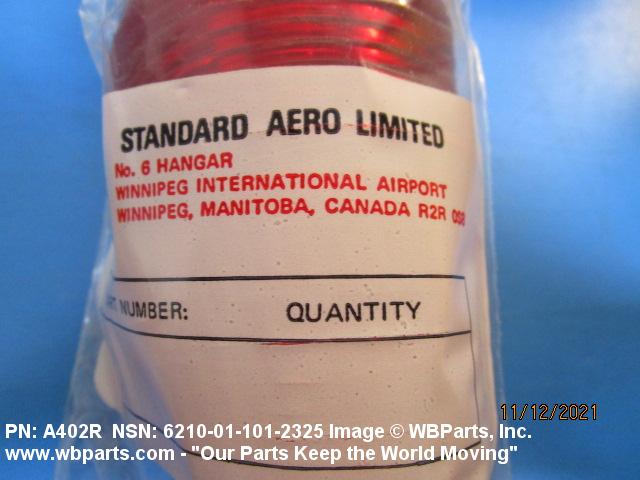 STANDARD AERO LIMITED
No. 6 HANGAR
WINNIPEG INTERNATIONAL AIRPORT
WINNIPEG, MANITOBA, CANADA R2R 0S8
NUMBER: QUANTITY
11/12/2021
PN: A402R NSN: 6210-01-101-2325 Image © WBParts, Inc.
www.wbparts.com - "Our Parts Keep the World Moving"